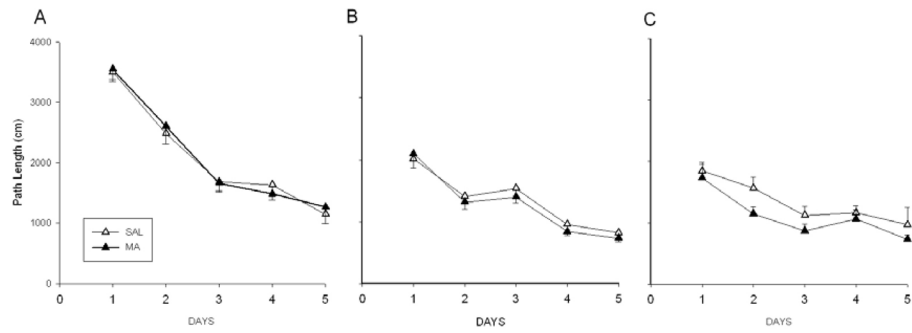 A
B
C
Path Length (cm)
4000
3000
2000
1000
0
SAL
MA
0 1 2 3 4 5
DAYS
0 1 2 3 4 5
DAYS
0 1 2 3 4 5
DAYS